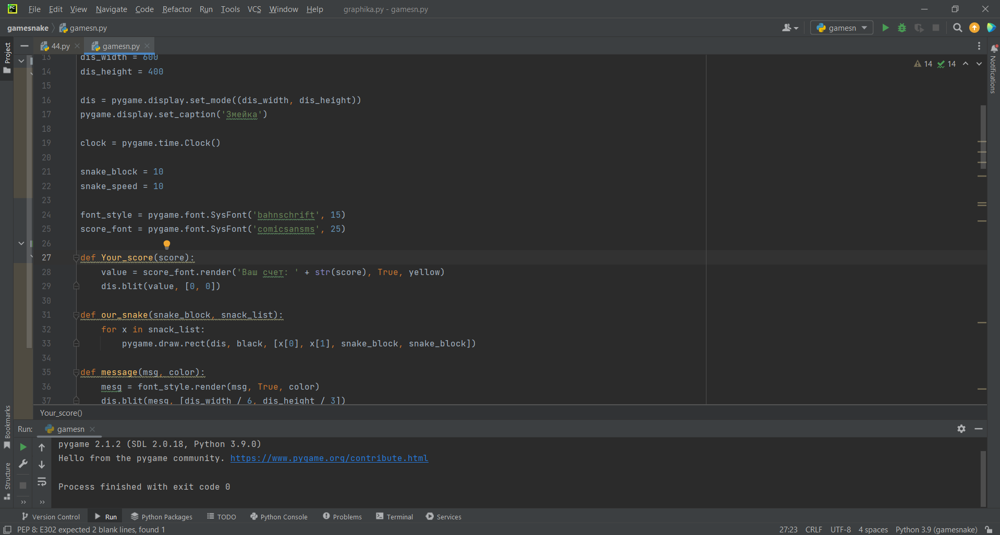 PC
File Edit View Navigate Code Refactor Run Tools VCS Window Help graphika.py - gamesn.py
gamesnake gamesn.py
gamesn
Project
44.py
gamesn.py
Notifications
14 14
13 dis_width = 600
14 dis_height = 400
15
16 dis = pygame.display.set_mode((dis_width, dis_height))
17 pygame.display.set_caption('Змейка')
18
19 clock = pygame.time.Clock()
20
21 snake_block = 10
22 snake_speed = 10
23
24 font_style = pygame.font.SysFont('bahnschrift', 15)
25 score_font = pygame.font.SysFont('comicsansms', 25)
26
27 def Your_score(score):
28 value = score_font.render('Ваш счет: ' + str(score), True, yellow)
29 dis.blit(value, [0, 0])
30
31 def our_snake(snake_block, snack_list):
32 for x in snack_list:
33 pygame.draw.rect(dis, black, [x[0], x[1], snake_block, snake_block])
34
35 def message(msg, color):
36 mesg = font_style.render(msg, True, color)
37 dis.blit(mesg, [dis_width / 6, dis_height / 3])
Your_score()
Bookmarks
Structure
Run: gamesn
pygame 2.1.2 (SDL 2.0.18, Python 3.9.0)
Hello from the pygame community. https://www.pygame.org/contribute.html
Process finished with exit code 0
Version Control Run Python Packages TODO Python Console Problems Terminal Services
PEP 8: E302 expected 2 blank lines, found 1
27:23 CRLF UTF-8 4 spaces Python 3.9 (gamesnake)